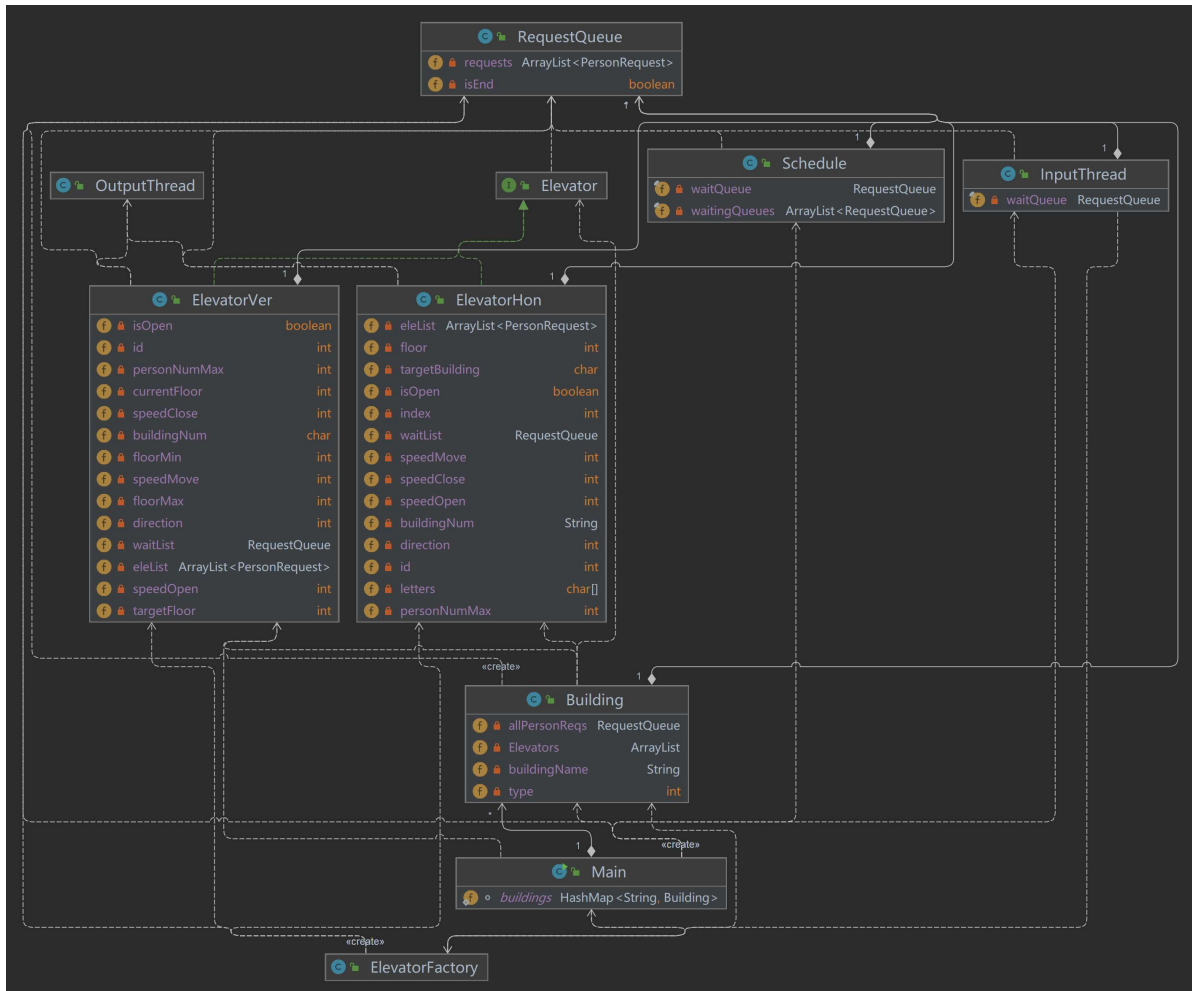 RequestQueue
requests ArrayList<PersonRequest>
isEnd boolean
1
1
1
OutputThread
Elevator
Schedule
waitQueue RequestQueue
waitingQueues ArrayList<RequestQueue>
InputThread
waitQueue RequestQueue
1
1
ElevatorVer
isOpen boolean
id int
personNumMax int
currentFloor int
speedClose int
buildingNum char
floorMin int
speedMove int
floorMax int
direction int
waitList RequestQueue
eleList ArrayList<PersonRequest>
speedOpen int
targetFloor int
ElevatorHon
eleList ArrayList<PersonRequest>
floor int
targetBuilding char
isOpen boolean
index int
waitList RequestQueue
speedMove int
speedClose int
speedOpen int
buildingNum String
direction int
id int
letters char[]
personNumMax int
«create»
1
Building
allPersonReqs RequestQueue
Elevators ArrayList
buildingName String
type int
*
1
«create»
Main
buildings HashMap<String, Building>
«create»
ElevatorFactory